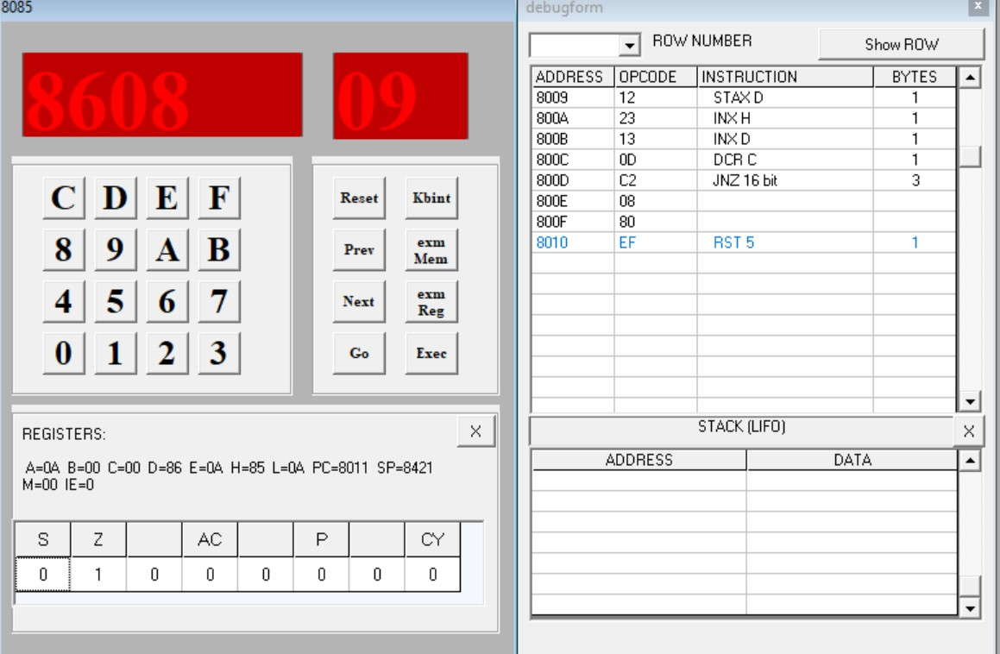 8085
8608 09
C D E F
8 9 A B
4 5 6 7
0 1 2 3
Reset Kbint
Prev exm Mem
Next exm Reg
Go Exec
REGISTERS: X
A=0A B=00 C=00 D=86 E=0A H=85 L=0A PC=8011 SP=8421
M=00 IE=0
S Z AC P CY
0 1 0 0 0 0 0 0
debugform x
ROW NUMBER Show ROW
ADDRESS OPCODE INSTRUCTION BYTES
8009 12 STAX D 1
800A 23 INX H 1
800B 13 INX D 1
800C 0D DCR C 1
800D C2 JNZ 16 bit 3
800E 08
800F 80
8010 EF RST 5 1
STACK (LIFO) X
ADDRESS DATA